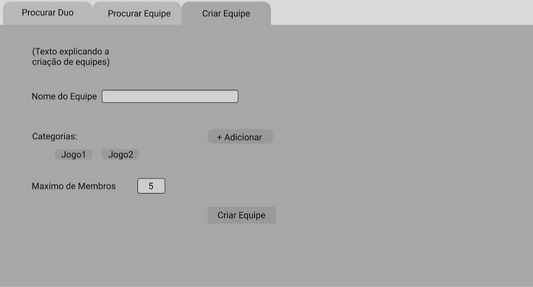 Procurar Duo
Procurar Equipe
Criar Equipe
(Texto explicando a
criação de equipes)
Nome do Equipe
Categorias:
+ Adicionar
Jogo1
Jogo2
Maximo de Membros
5
Criar Equipe